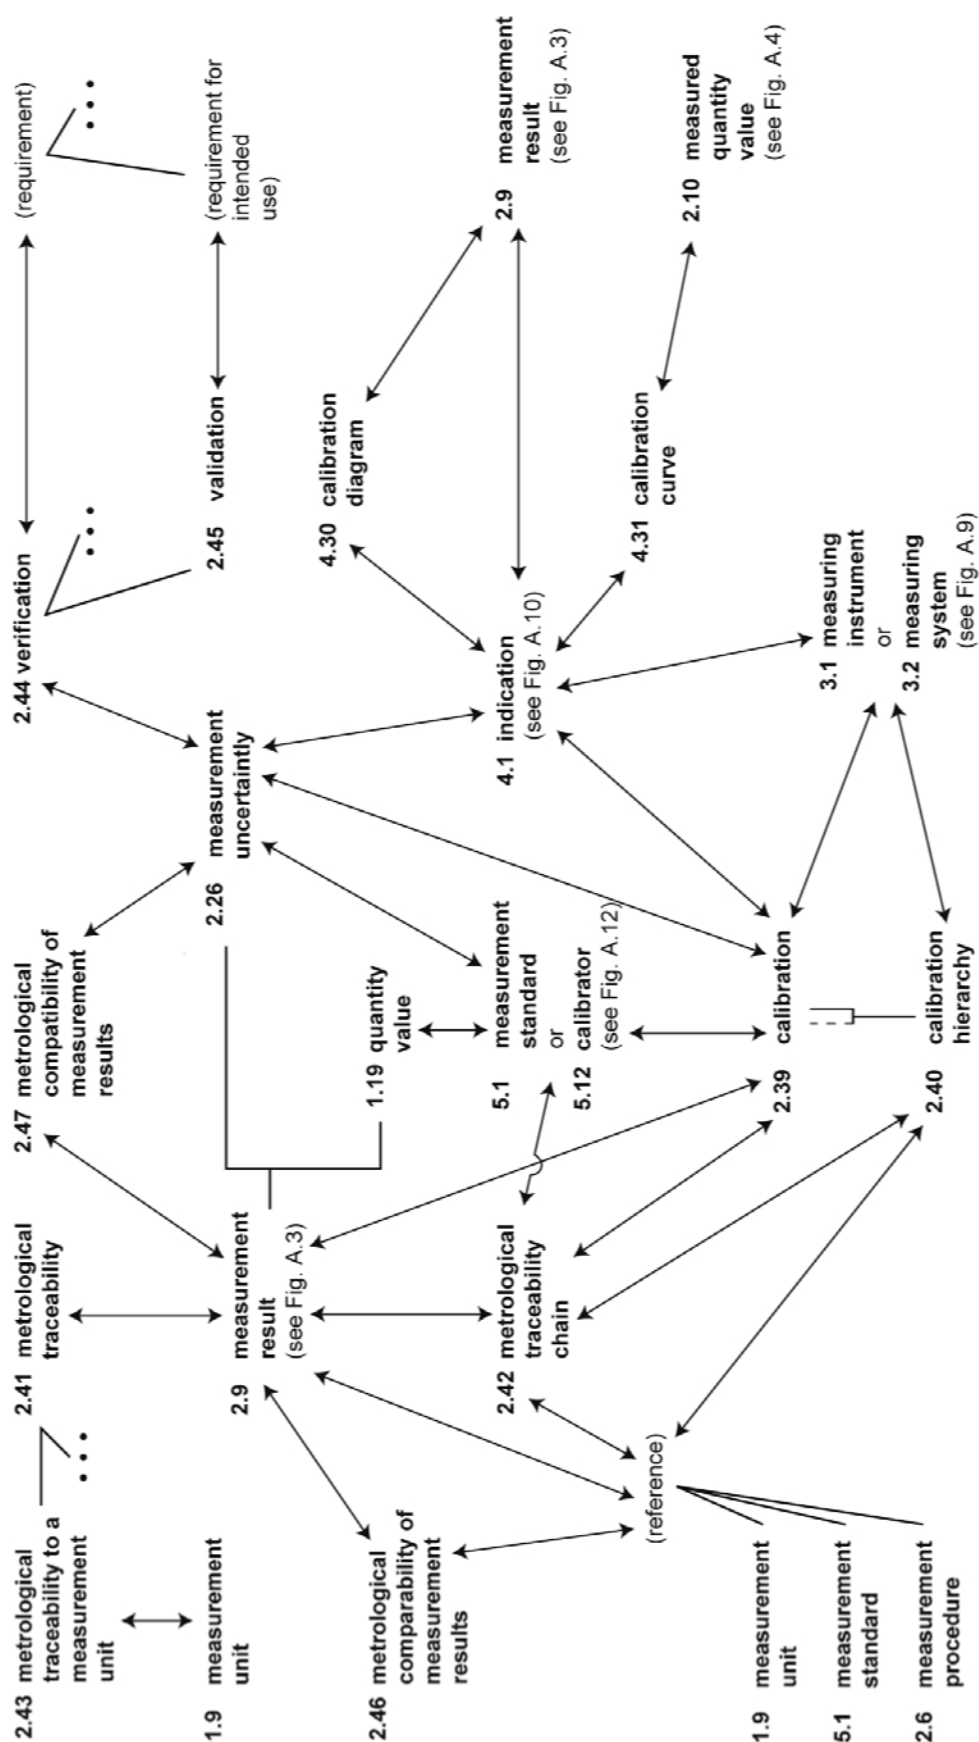 2.43 metrological
traceability to a
measurement
unit
1.9 measurement
unit
2.46 metrological
comparability of
measurement
results
1.9 measurement
unit
5.1 measurement
standard
2.6 measurement
procedure
(reference)
2.41 metrological
traceability
2.9 measurement
result
(see Fig. A.3)
2.42 metrological
traceability
chain
2.47 metrological
compatibility of
measurement
results
1.19 quantity
value
5.1 measurement
standard
or
5.12 calibrator
(see Fig. A.12)
2.39 calibration
2.40 calibration
hierarchy
2.26 measurement
uncertaintly
2.44 verification
2.45 validation
4.1 indication
(see Fig. A.10)
3.1 measuring
instrument
or
3.2 measuring
system
(see Fig. A.9)
4.30 calibration
diagram
4.31 calibration
curve
(requirement)
(requirement for
intended
use)
2.9 measurement
result
(see Fig. A.3)
2.10 measured
quantity
value
(see Fig. A.4)